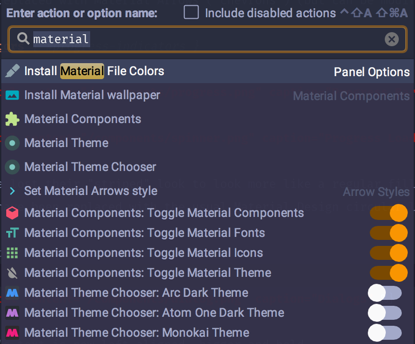 Enter action or option name: Include disabled actions ^⇧A ⇧⌘A
material
Install Material File Colors Panel Options
Install Material wallpaper Material Components
Material Components
Material Theme
Material Theme Chooser
Set Material Arrows style Arrow Styles
Material Components: Toggle Material Components
Material Components: Toggle Material Fonts
Material Components: Toggle Material Icons
Material Components: Toggle Material Theme
Material Theme Chooser: Arc Dark Theme
Material Theme Chooser: Atom One Dark Theme
Material Theme Chooser: Monokai Theme